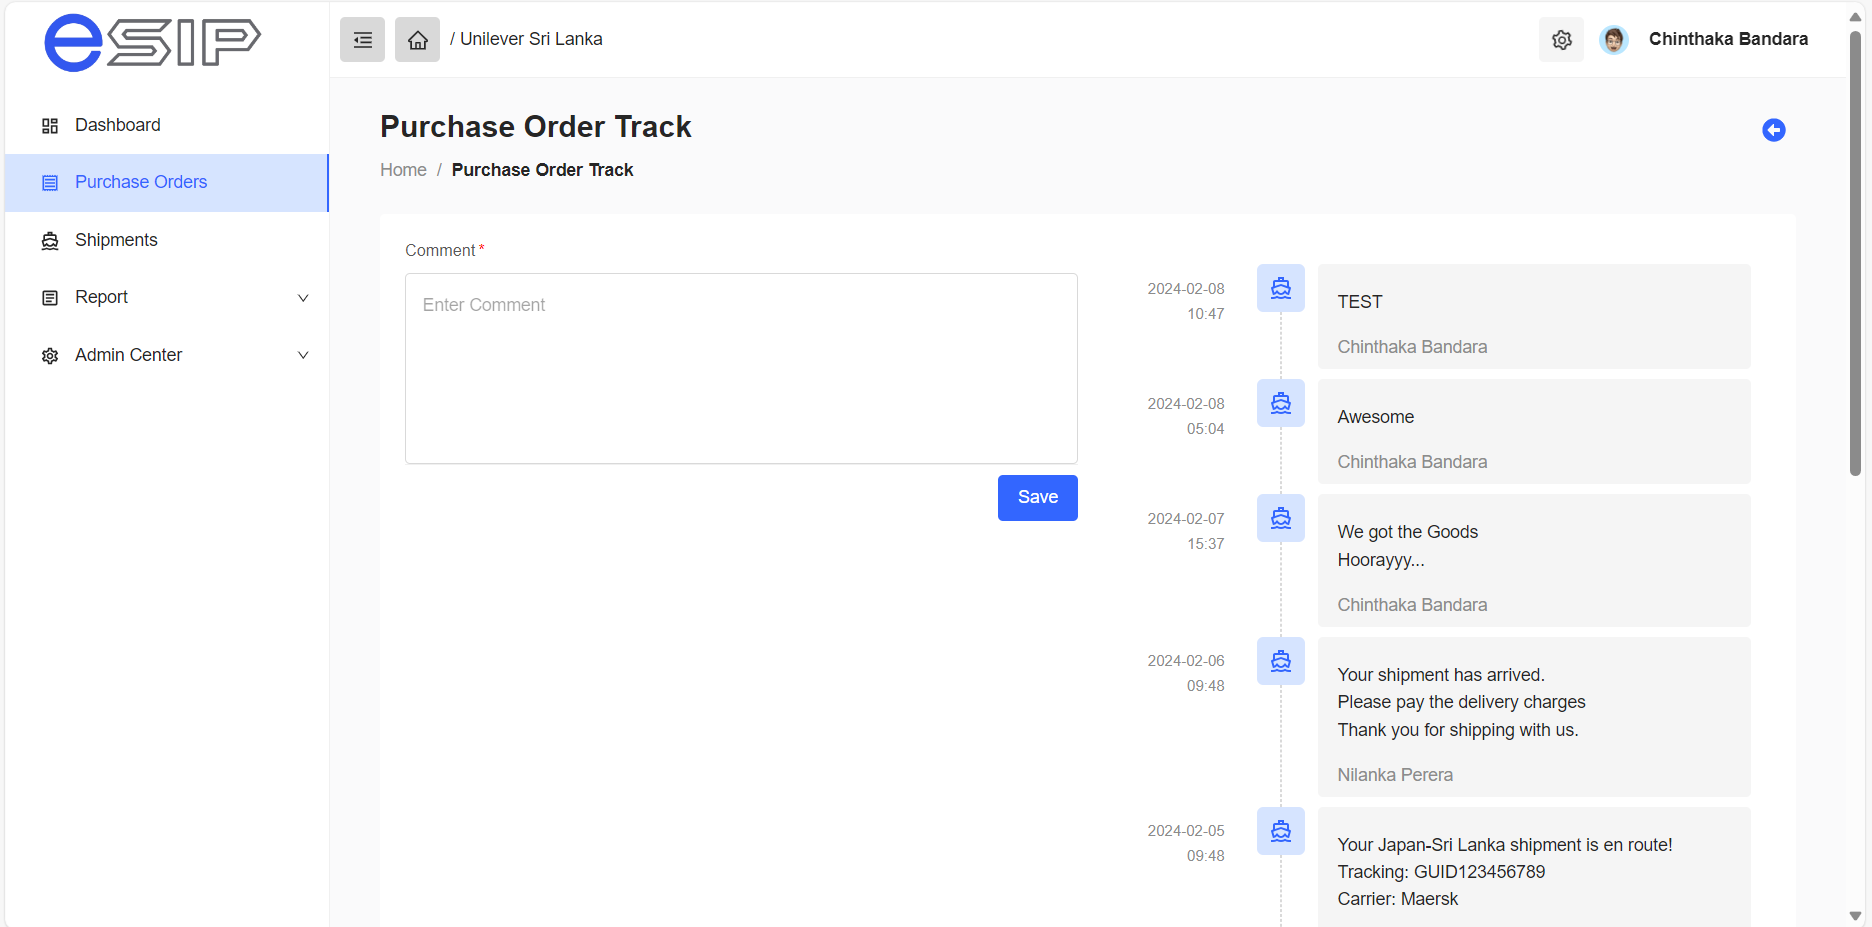 eSIP
/ Unilever Sri Lanka
Chinthaka Bandara
Dashboard
Purchase Orders
Shipments
Report
Admin Center
Purchase Order Track
Home / Purchase Order Track
Comment *
Enter Comment
Save
2024-02-08
10:47
TEST
Chinthaka Bandara
2024-02-08
05:04
Awesome
Chinthaka Bandara
2024-02-07
15:37
We got the Goods
Hoorayyy...
Chinthaka Bandara
2024-02-06
09:48
Your shipment has arrived.
Please pay the delivery charges
Thank you for shipping with us.
Nilanka Perera
2024-02-05
09:48
Your Japan-Sri Lanka shipment is en route!
Tracking: GUID123456789
Carrier: Maersk